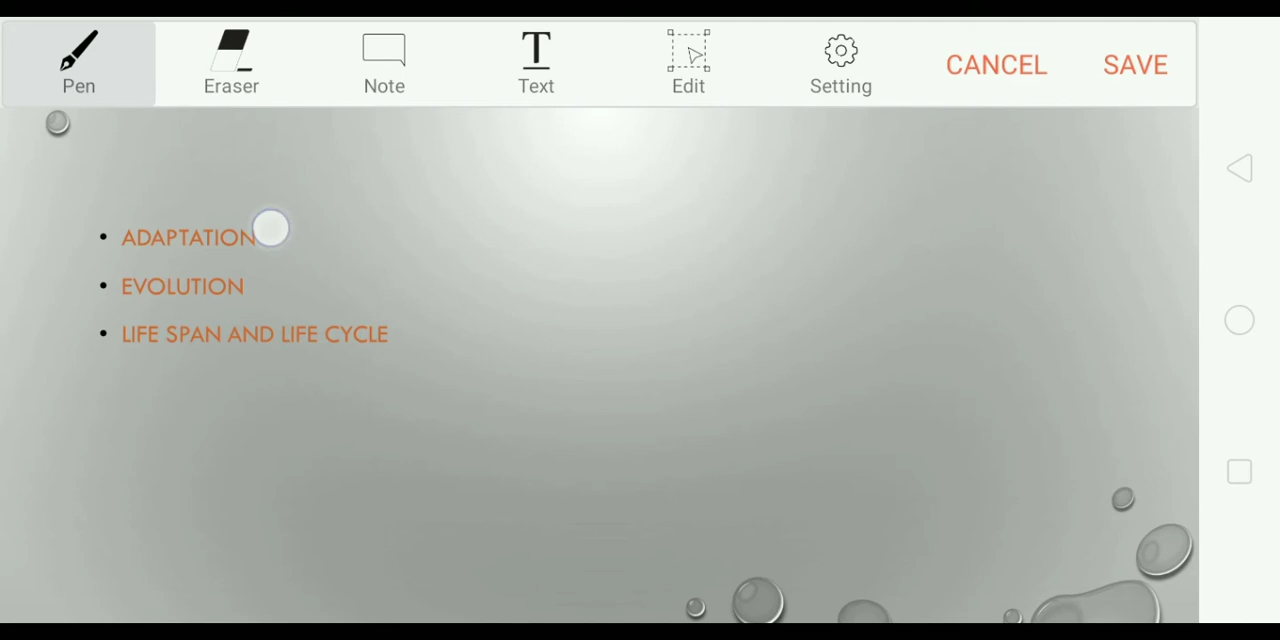 Pen
Eraser
Note
Text
Edit
Setting
CANCEL
SAVE
• ADAPTATION
• EVOLUTION
• LIFE SPAN AND LIFE CYCLE